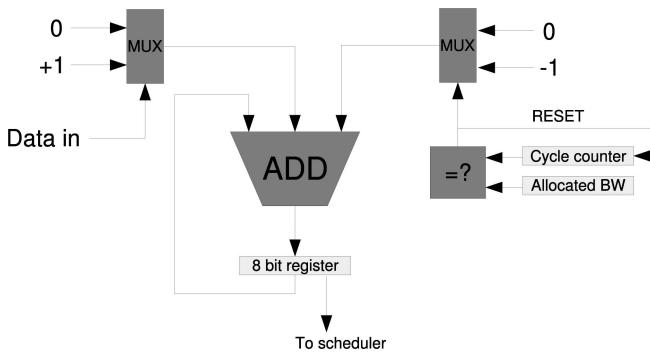 0
MUX
+1
Data in
MUX
0
-1
RESET
ADD
=?
Cycle counter
Allocated BW
8 bit register
To scheduler